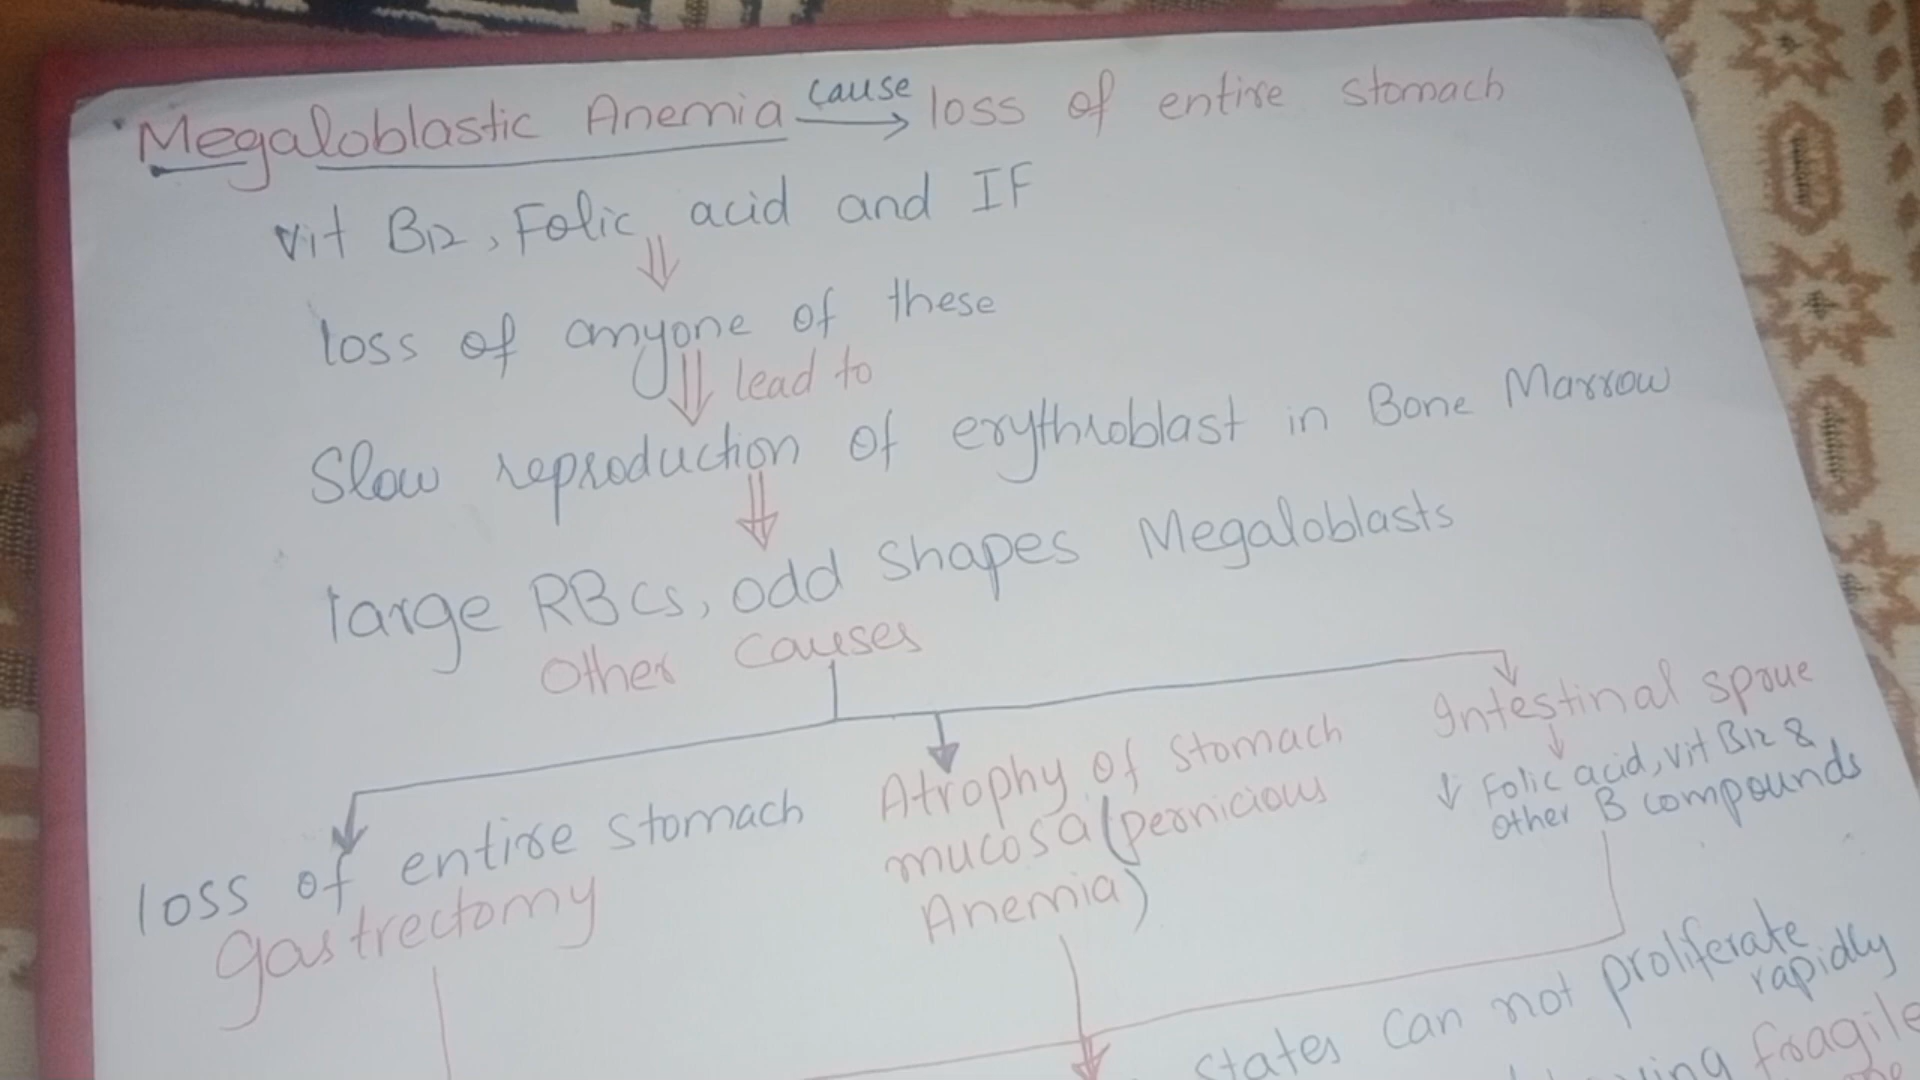 Megaloblastic Anemia cause loss of entire stomach
vit B12, Folic acid and IF
loss of anyone of these
lead to
Slow reproduction of erythroblast in Bone Marrow
large RBCs, odd shapes Megaloblasts
Other causes
loss of entire stomach
gastrectomy
Atrophy of stomach
mucosa (pernicious
Anemia)
Intestinal sprue
↓ Folic acid, vit B12 &
other B compounds
states can not proliferate
rapidly
fragile